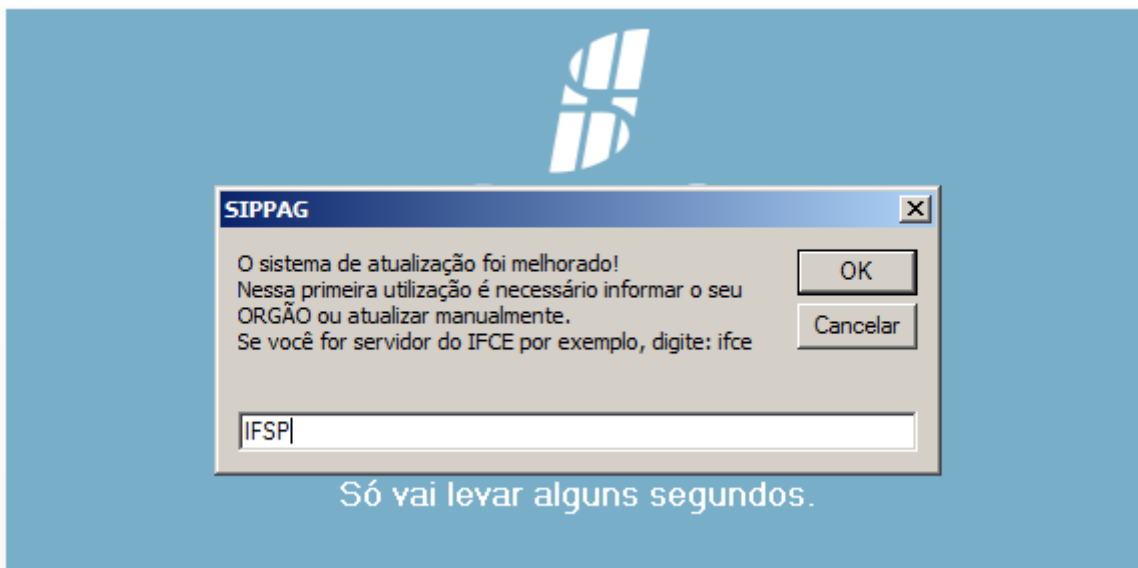 SIPPAG
O sistema de atualização foi melhorado!
Nessa primeira utilização é necessário informar o seu
ORGÃO ou atualizar manualmente.
Se você for servidor do IFCE por exemplo, digite: ifce
OK
Cancelar
IFSP
Só vai levar alguns segundos.